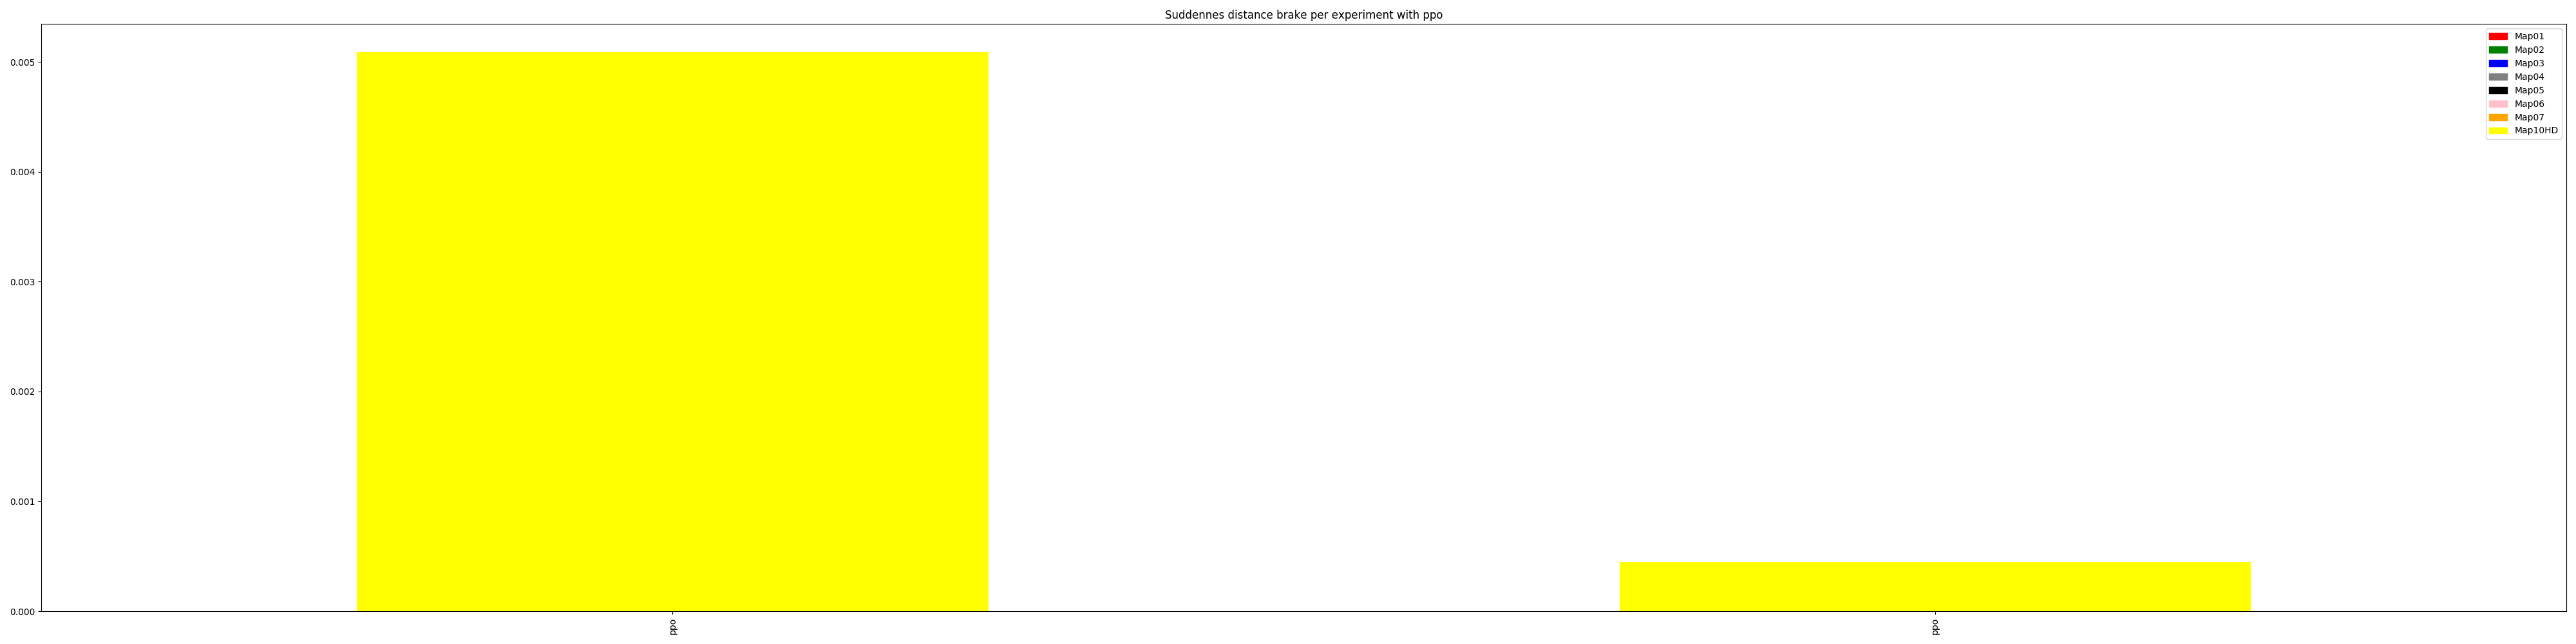 Suddennes distance brake per experiment with ppo
0.005
0.004
0.003
0.002
0.001
0.000
Map01
Map02
Map03
Map04
Map05
Map06
Map07
Map10HD
ppo
ppo